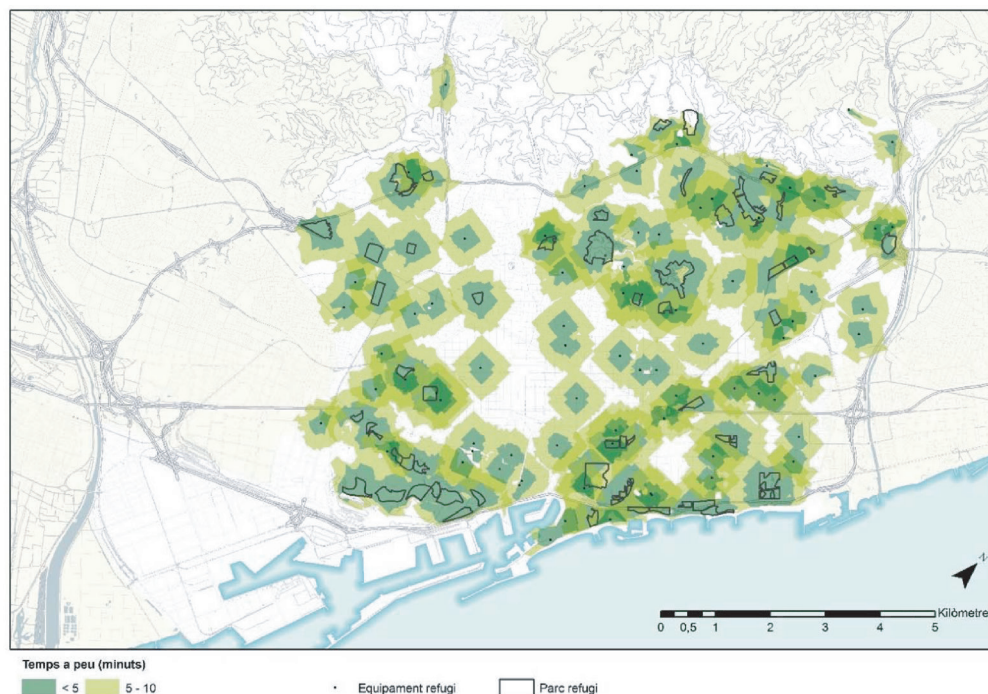 N
Kilòmetre
0 0,5 1 2 3 4 5
Temps a peu (minuts)
< 5 5 - 10 Equipament refugi Parc refugi